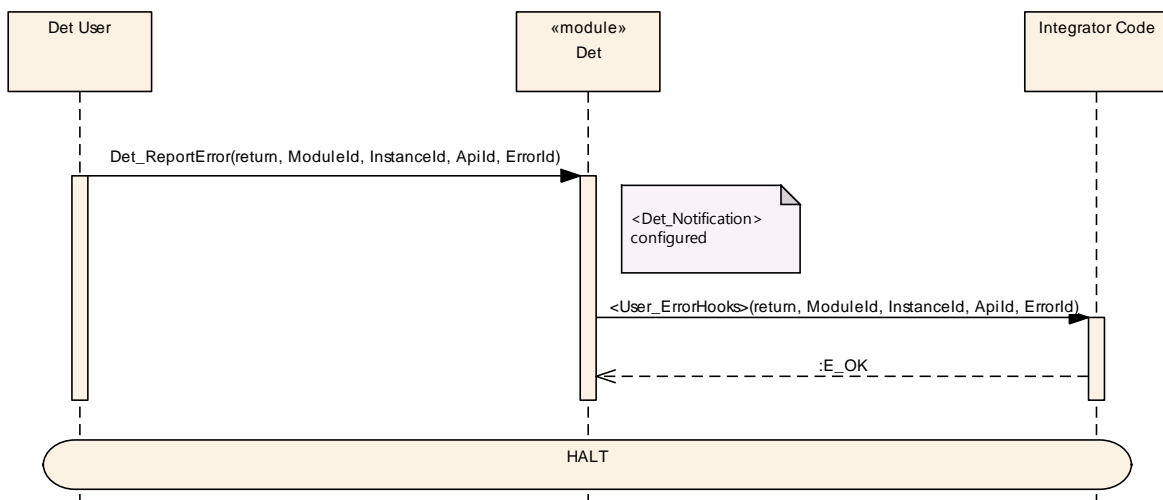 Det User
«module»
Det
Integrator Code
Det_ReportError(return, ModuleId, InstanceId, ApiId, ErrorId)
<Det_Notification>
configured
<User_ErrorHooks>(return, ModuleId, InstanceId, ApiId, ErrorId)
:E_OK
HALT